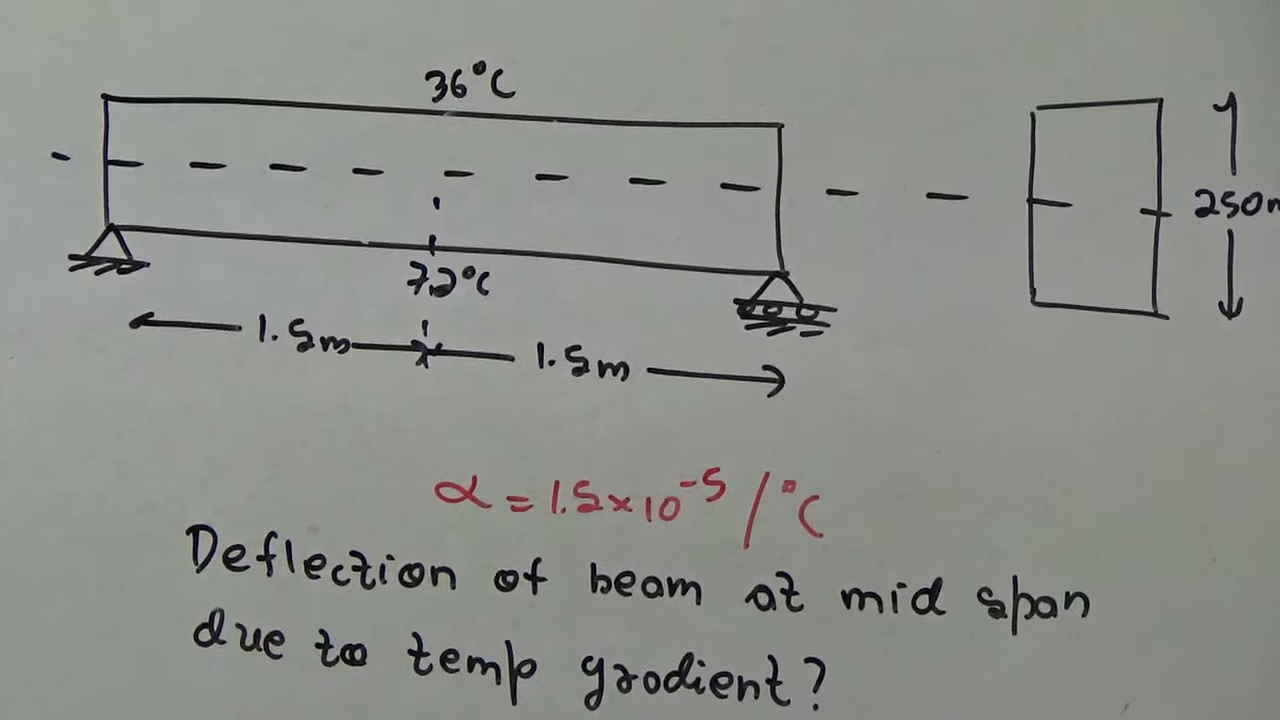 36°C
250
72°C
1.5m 1.5m
α = 1.5×10⁻⁵ /°C
Deflection of beam at mid span
due to temp gradient?